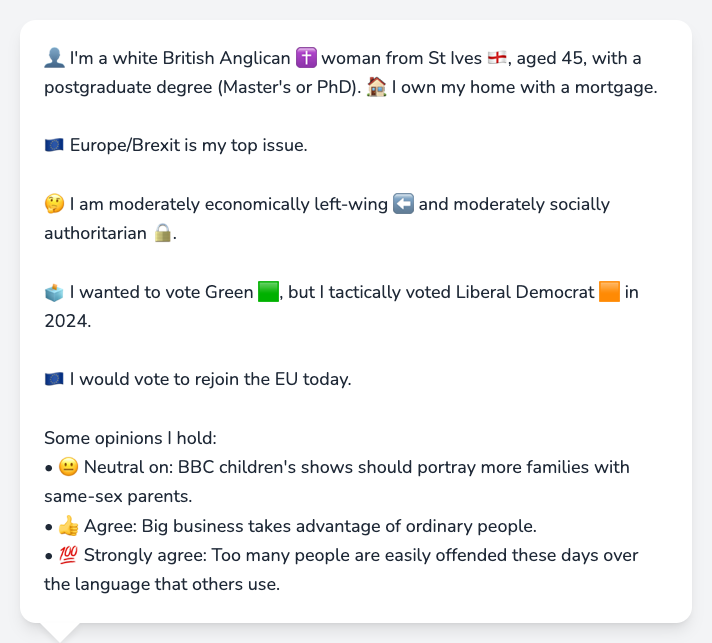 👤 I'm a white British Anglican ✝️ woman from St Ives 🏴󠁧󠁢󠁥󠁮󠁧󠁿, aged 45, with a
postgraduate degree (Master's or PhD). 🏠 I own my home with a mortgage.
🇪🇺 Europe/Brexit is my top issue.
🤔 I am moderately economically left-wing ⬅️ and moderately socially
authoritarian 🔒.
🗳️ I wanted to vote Green 🟩, but I tactically voted Liberal Democrat 🟧 in
2024.
🇪🇺 I would vote to rejoin the EU today.
Some opinions I hold:
• 😐 Neutral on: BBC children's shows should portray more families with
same-sex parents.
• 👍 Agree: Big business takes advantage of ordinary people.
• 💯 Strongly agree: Too many people are easily offended these days over
the language that others use.